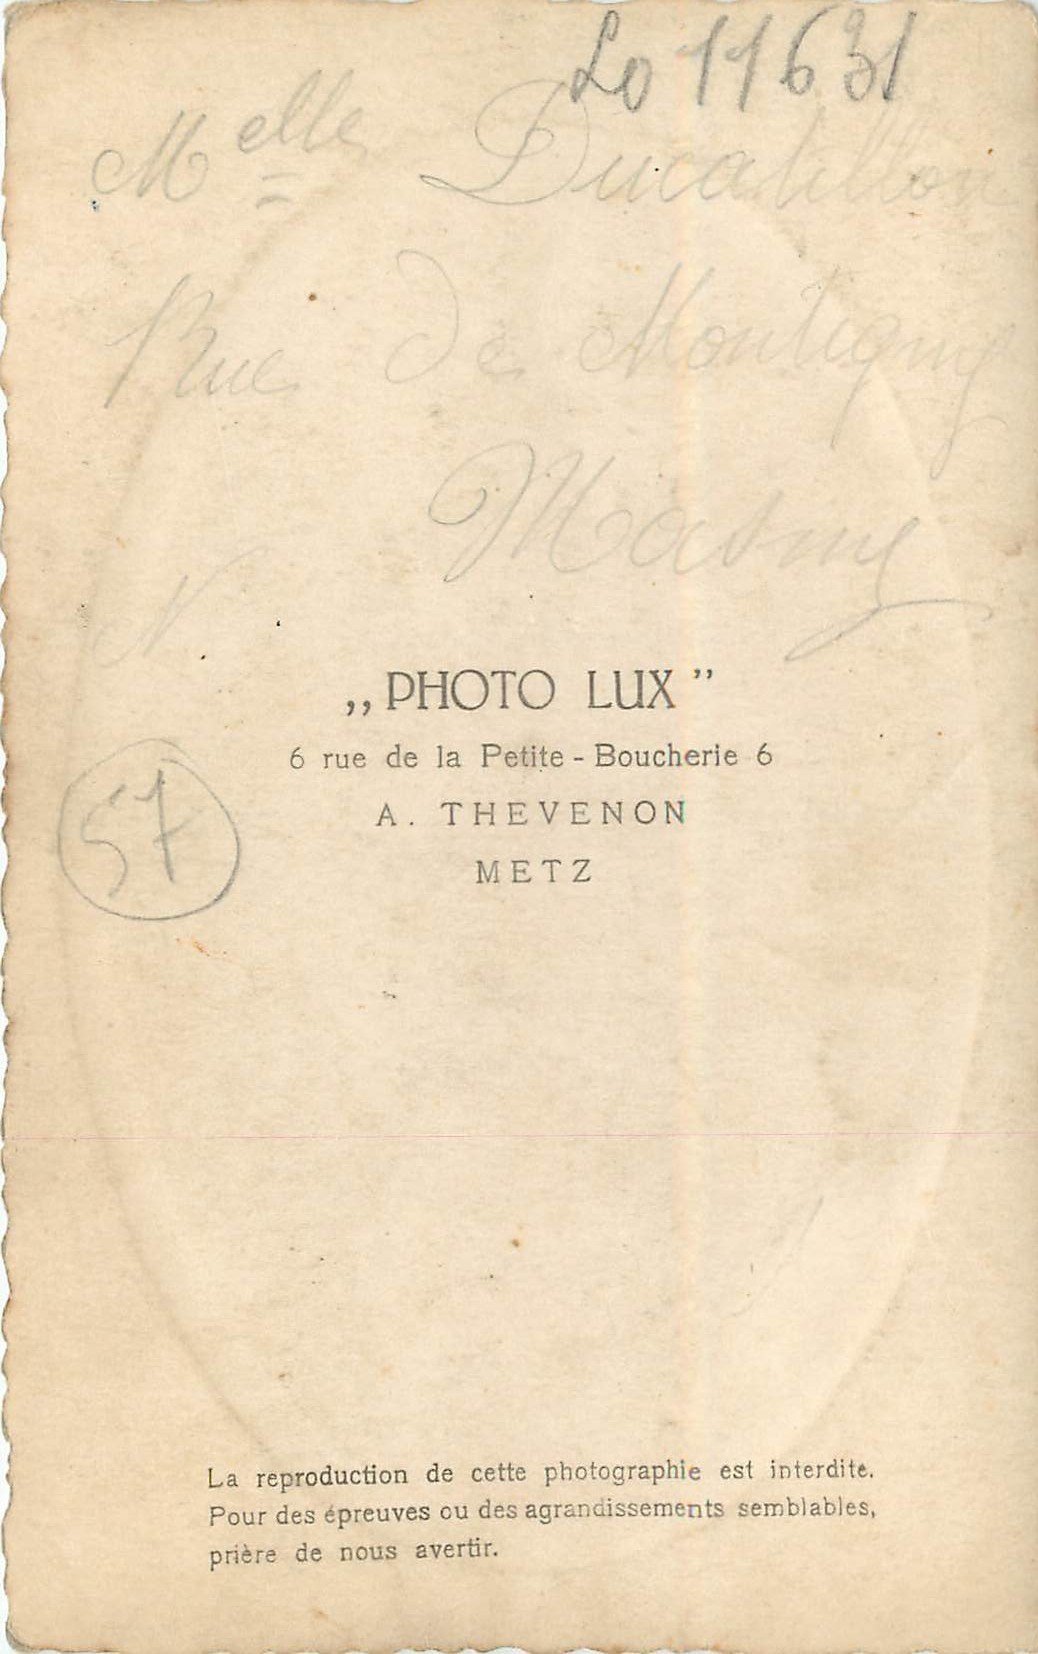 Lo 11631
Melle Ducatillon
Rue de Montigny
Masny
N
„PHOTO LUX”
6 rue de la Petite - Boucherie 6
A. THEVENON
METZ
57
La reproduction de cette photographie est interdite.
Pour des épreuves ou des agrandissements semblables,
prière de nous avertir.